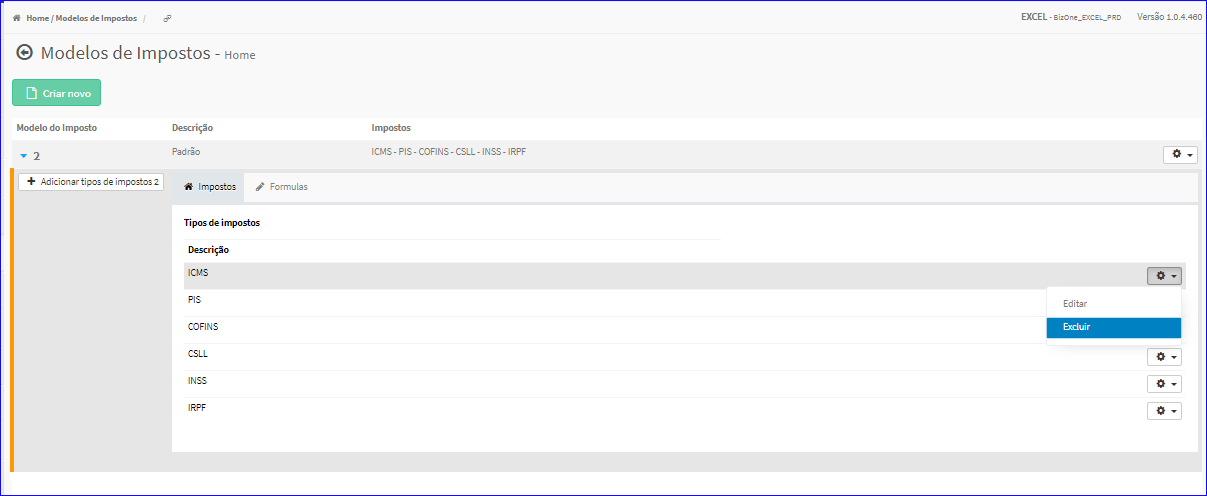 Home / Modelos de Impostos /
EXCEL - BizOne_EXCEL_PRD Versão 1.0.4.460
Modelos de Impostos - Home
Criar novo
Modelo do Imposto Descrição Impostos
2 Padrão ICMS - PIS - COFINS - CSLL - INSS - IRPF
Adicionar tipos de impostos 2 Impostos Formulas
Tipos de impostos
Descrição
ICMS
PIS
Editar
COFINS
Excluír
CSLL
INSS
IRPF